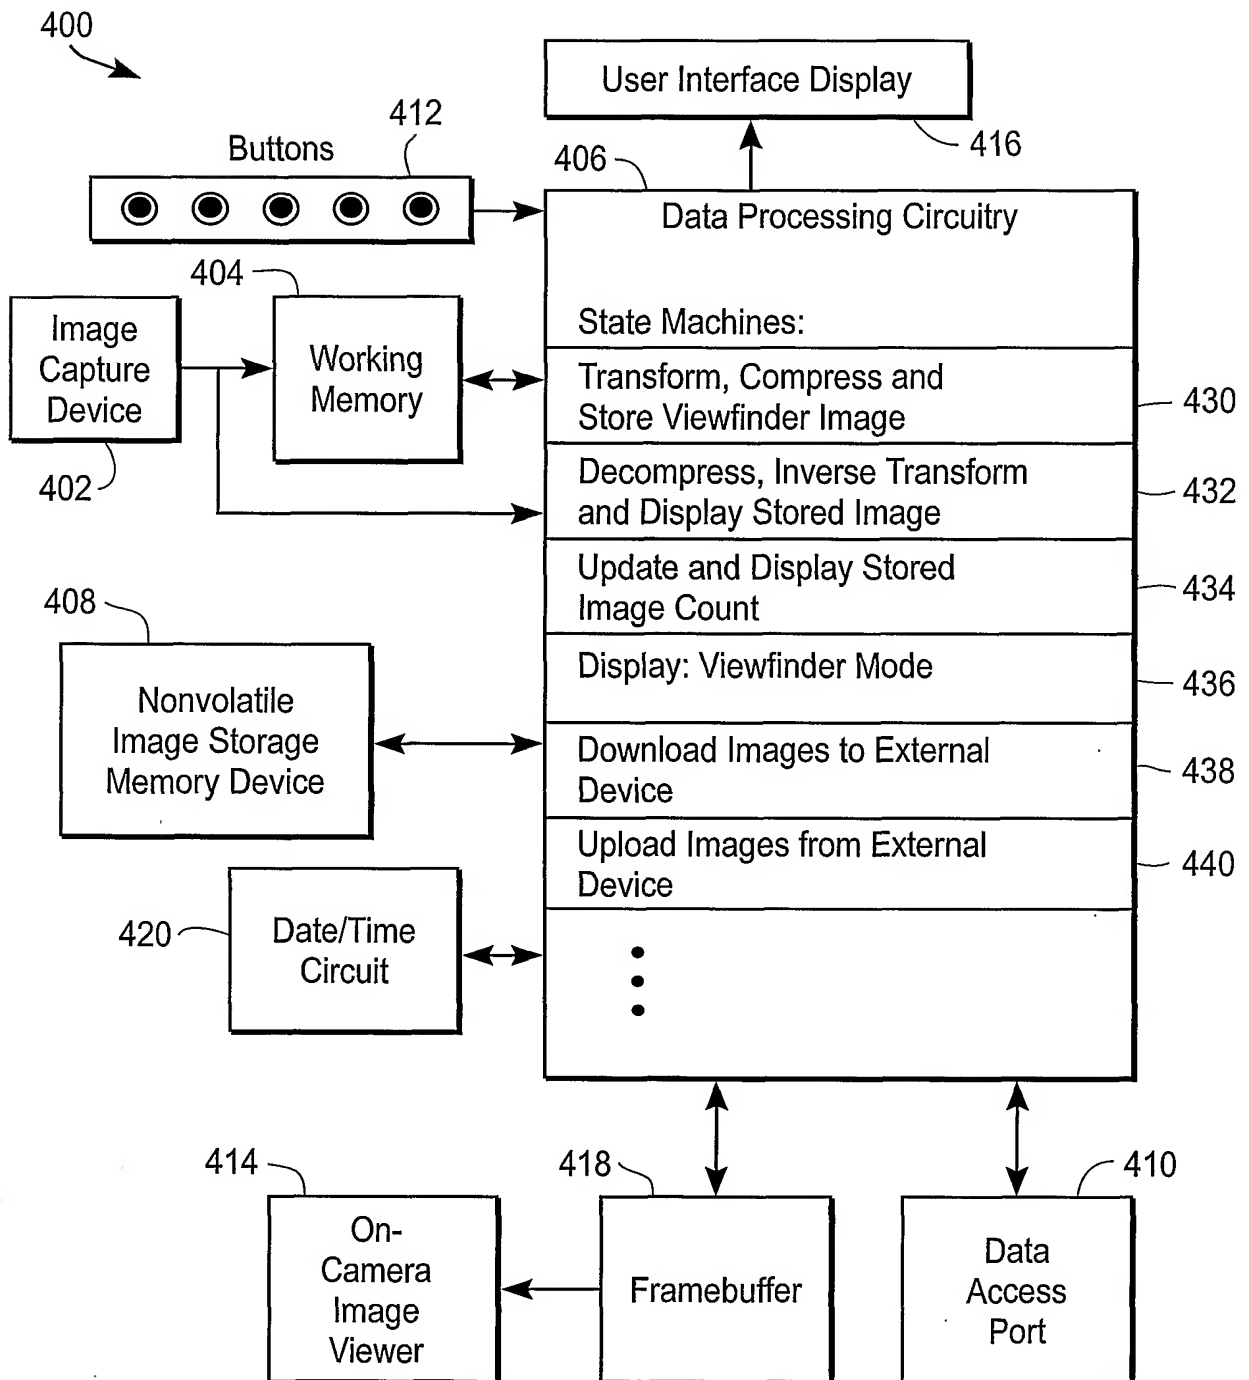 400
User Interface Display
412
Buttons
416
406
Data Processing Circuitry
404
Image
Capture
Device
Working
Memory
State Machines:
Transform, Compress and
Store Viewfinder Image
430
402
Decompress, Inverse Transform
and Display Stored Image
432
Update and Display Stored
Image Count
434
408
Display: Viewfinder Mode
436
Nonvolatile
Image Storage
Memory Device
Download Images to External
Device
438
Upload Images from External
Device
440
420
Date/Time
Circuit
414
418
410
On-
Camera
Image
Viewer
Framebuffer
Data
Access
Port